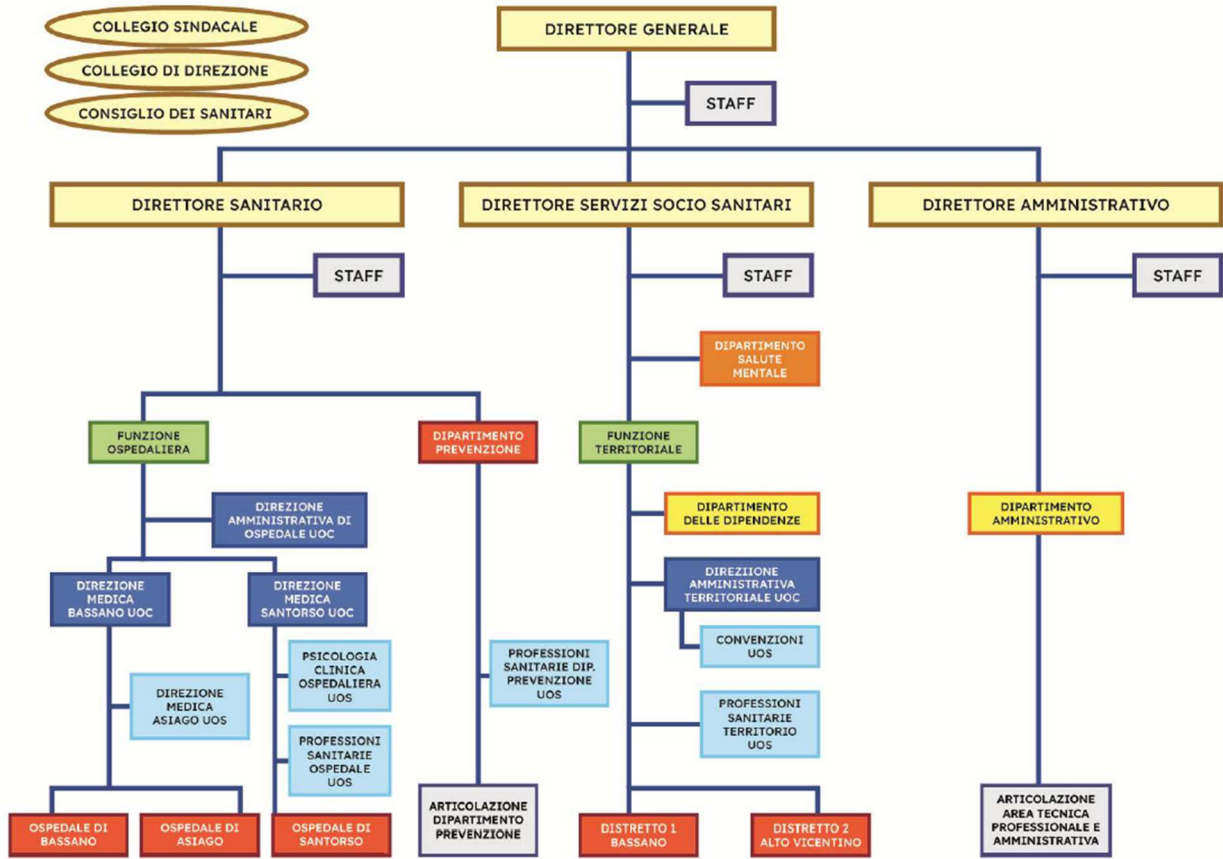 COLLEGIO SINDACALE
COLLEGIO DI DIREZIONE
CONSIGLIO DEI SANITARI
DIRETTORE GENERALE
STAFF
DIRETTORE SANITARIO
DIRETTORE SERVIZI SOCIO SANITARI
DIRETTORE AMMINISTRATIVO
STAFF
STAFF
STAFF
DIPARTIMENTO
SALUTE
MENTALE
FUNZIONE
OSPEDALIERA
DIPARTIMENTO
PREVENZIONE
FUNZIONE
TERRITORIALE
DIREZIONE
AMMINISTRATIVA DI
OSPEDALE UOC
DIPARTIMENTO
DELLE DIPENDENZE
DIPARTIMENTO
AMMINISTRATIVO
DIREZIONE
MEDICA
BASSANO UOC
DIREZIONE
MEDICA
SANTORSO UOC
DIREZIIONE
AMMINISTRATIVA
TERRITORIALE UOC
CONVENZIONI
UOS
PSICOLOGIA
CLINICA
OSPEDALIERA
UOS
PROFESSIONI
SANITARIE DIP.
PREVENZIONE
UOS
DIREZIONE
MEDICA
ASIAGO UOS
PROFESSIONI
SANITARIE
TERRITORIO
UOS
PROFESSIONI
SANITARIE
OSPEDALE
UOS
OSPEDALE DI
BASSANO
OSPEDALE DI
ASIAGO
OSPEDALE DI
SANTORSO
ARTICOLAZIONE
DIPARTIMENTO
PREVENZIONE
DISTRETTO 1
BASSANO
DISTRETTO 2
ALTO VICENTINO
ARTICOLAZIONE
AREA TECNICA
PROFESSIONALE E
AMMINISTRATIVA